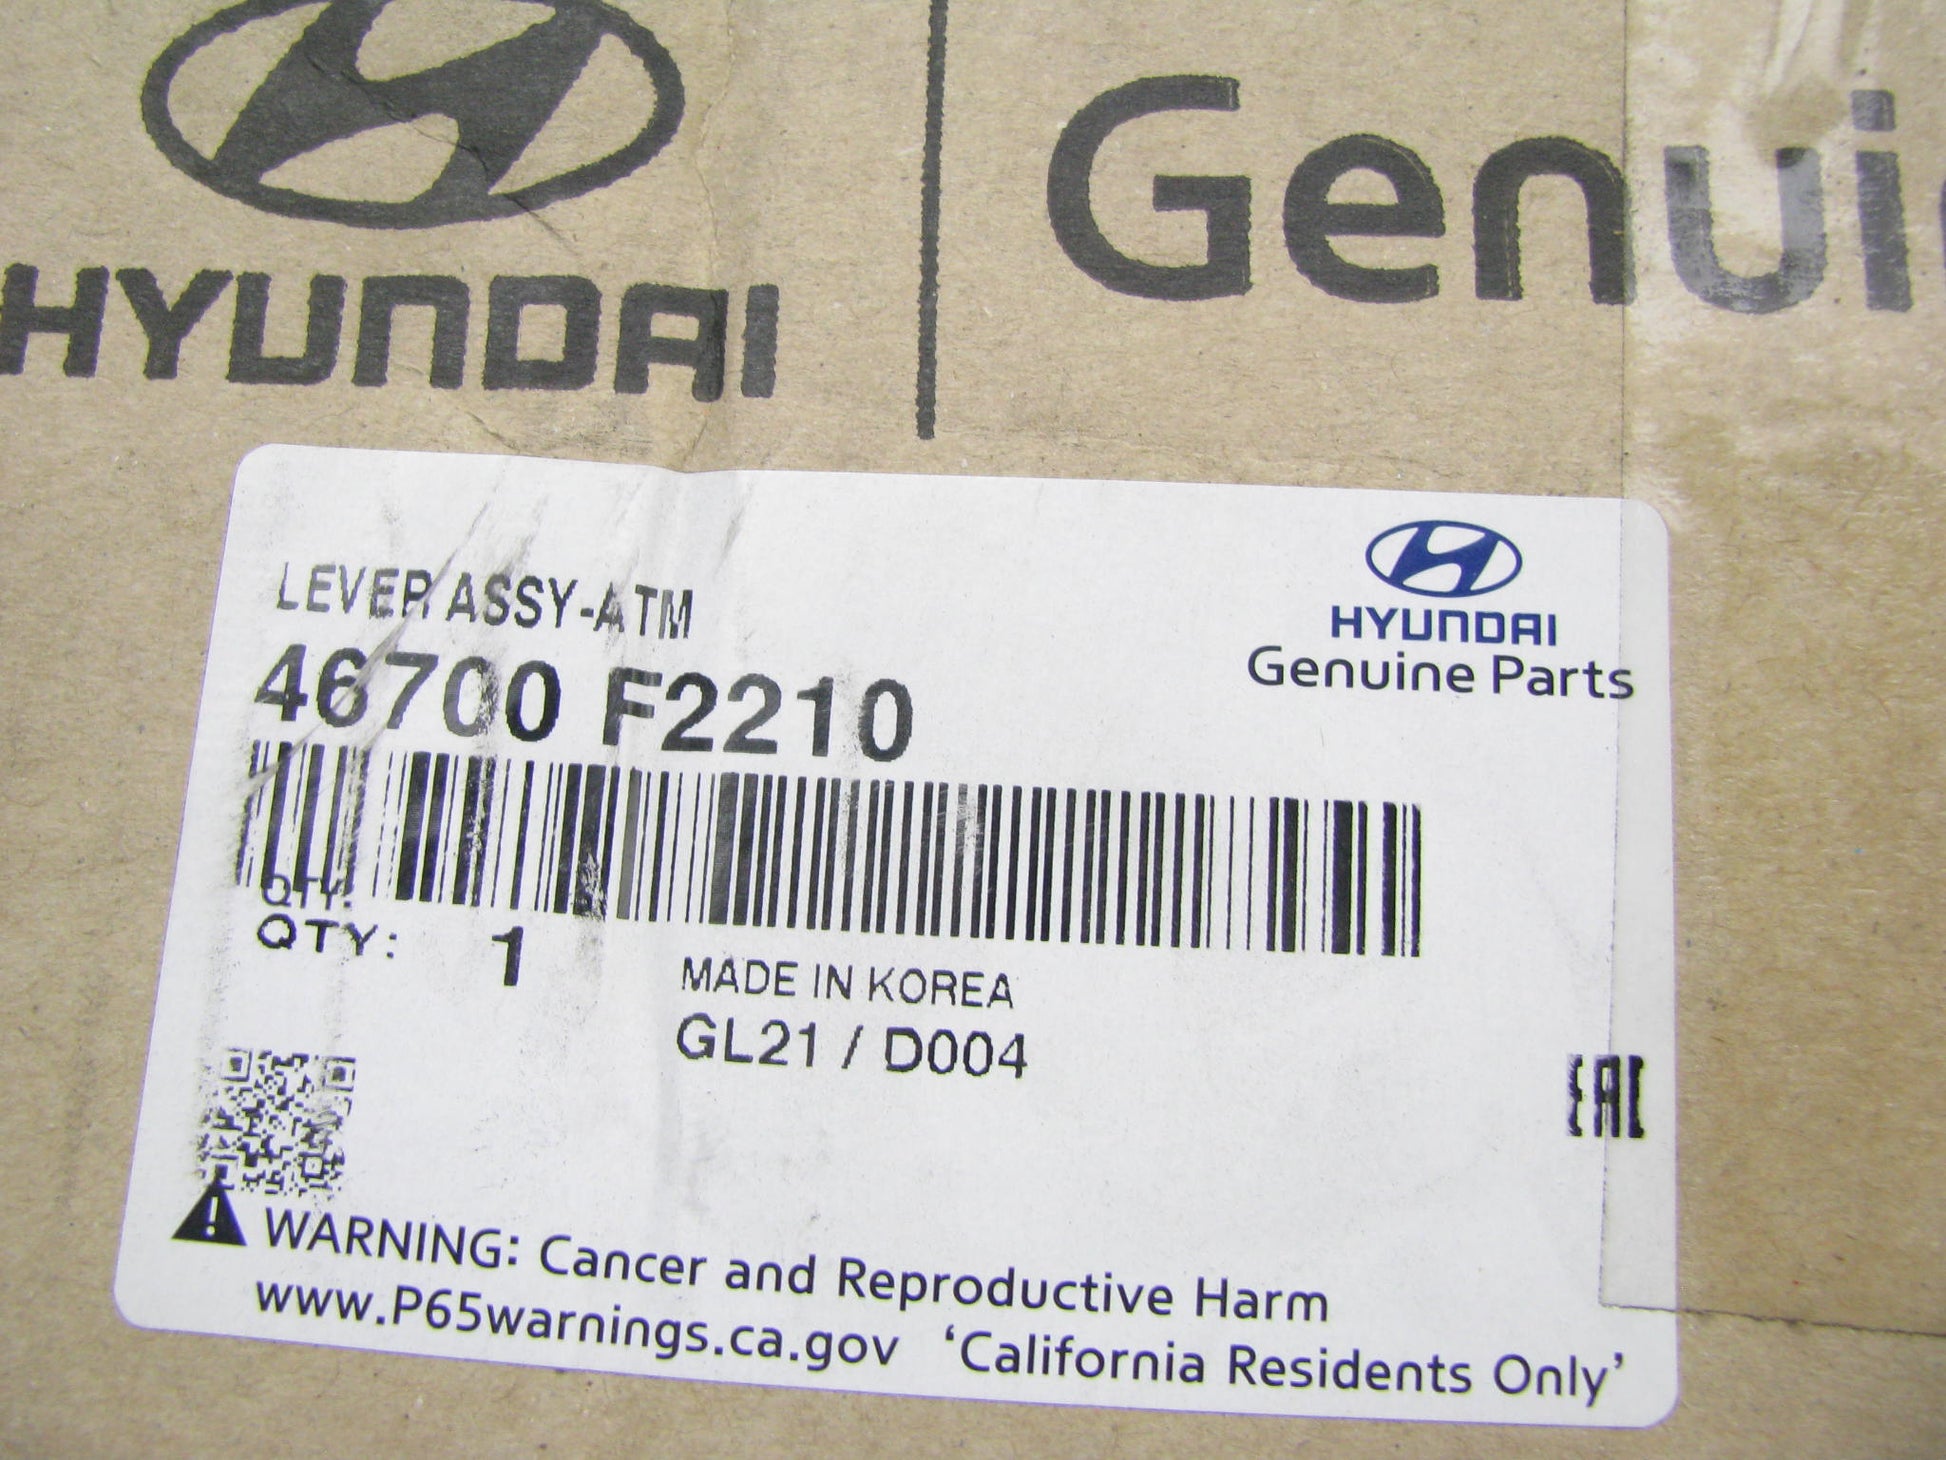 HYUNDAI
Genui
LEVER ASSY-ATM
46700 F2210
HYUNDAI
Genuine Parts
QTY:
QTY: 1
MADE IN KOREA
GL21 / D004
EAC
WARNING: Cancer and Reproductive Harm
www.P65warnings.ca.gov 'California Residents Only'